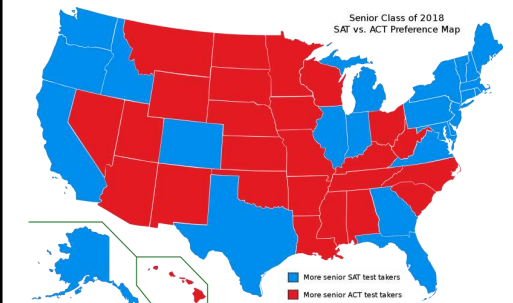 Senior Class of 2018
SAT vs. ACT Preference Map
More senior SAT test takers
More senior ACT test takers